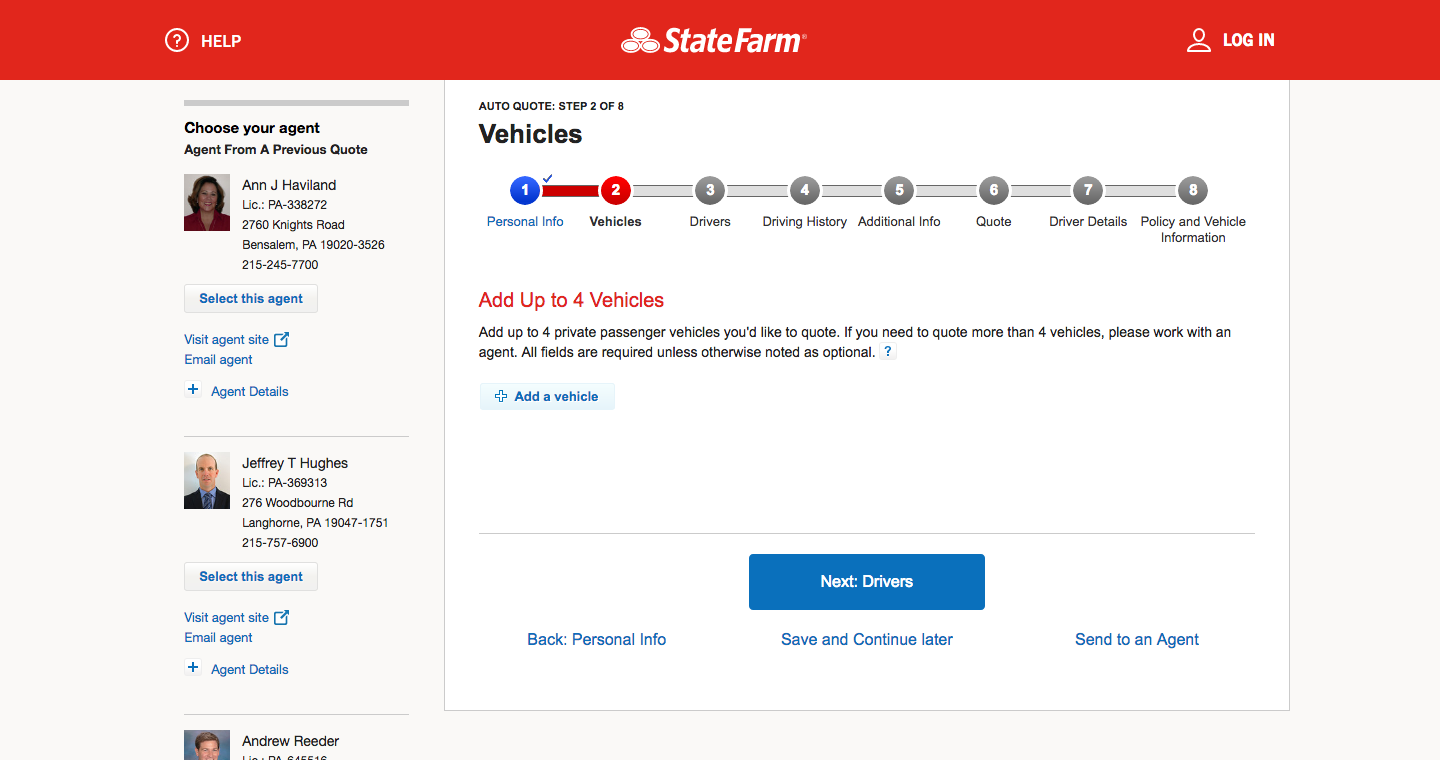 HELP
StateFarm®
LOG IN
Choose your agent
Agent From A Previous Quote
Ann J Haviland
Lic.: PA-338272
2760 Knights Road
Bensalem, PA 19020-3526
215-245-7700
Select this agent
Visit agent site
Email agent
+ Agent Details
Jeffrey T Hughes
Lic.: PA-369313
276 Woodbourne Rd
Langhorne, PA 19047-1751
215-757-6900
Select this agent
Visit agent site
Email agent
+ Agent Details
Andrew Reeder
Lic.: PA-645516
AUTO QUOTE: STEP 2 OF 8
Vehicles
1 2 3 4 5 6 7 8
Personal Info Vehicles Drivers Driving History Additional Info Quote Driver Details Policy and Vehicle
Information
Add Up to 4 Vehicles
Add up to 4 private passenger vehicles you'd like to quote. If you need to quote more than 4 vehicles, please work with an
agent. All fields are required unless otherwise noted as optional. ?
Add a vehicle
Next: Drivers
Back: Personal Info Save and Continue later Send to an Agent